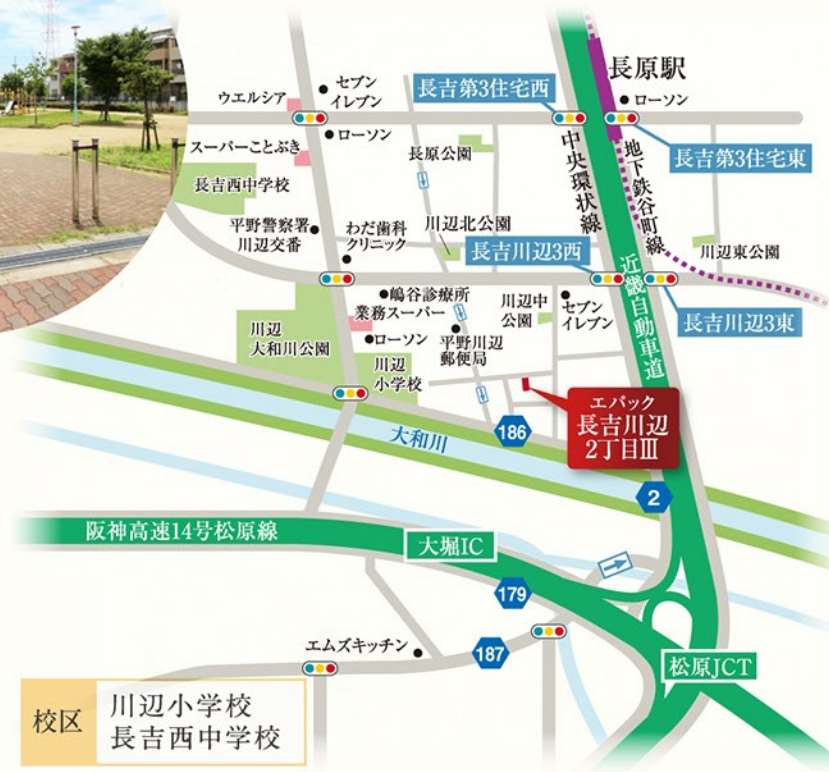 長原駅
セブン
イレブン
長吉第3住宅西
ウエルシア
ローソン
ローソン
スーパーことぶき
長原公園
中央環状線
地下鉄谷町線
長吉第3住宅東
長吉西中学校
平野警察署
川辺交番
わだ歯科
クリニック
川辺北公園
長吉川辺3西
川辺東公園
近畿自動車道
嶋谷診療所
業務スーパー
川辺中
公園
セブン
イレブン
長吉川辺3東
川辺
大和川公園
ローソン
平野川辺
郵便局
川辺
小学校
エパック
長吉川辺
2丁目Ⅲ
大和川
186
2
阪神高速14号松原線
大堀IC
179
エムズキッチン
187
松原JCT
校区
川辺小学校
長吉西中学校